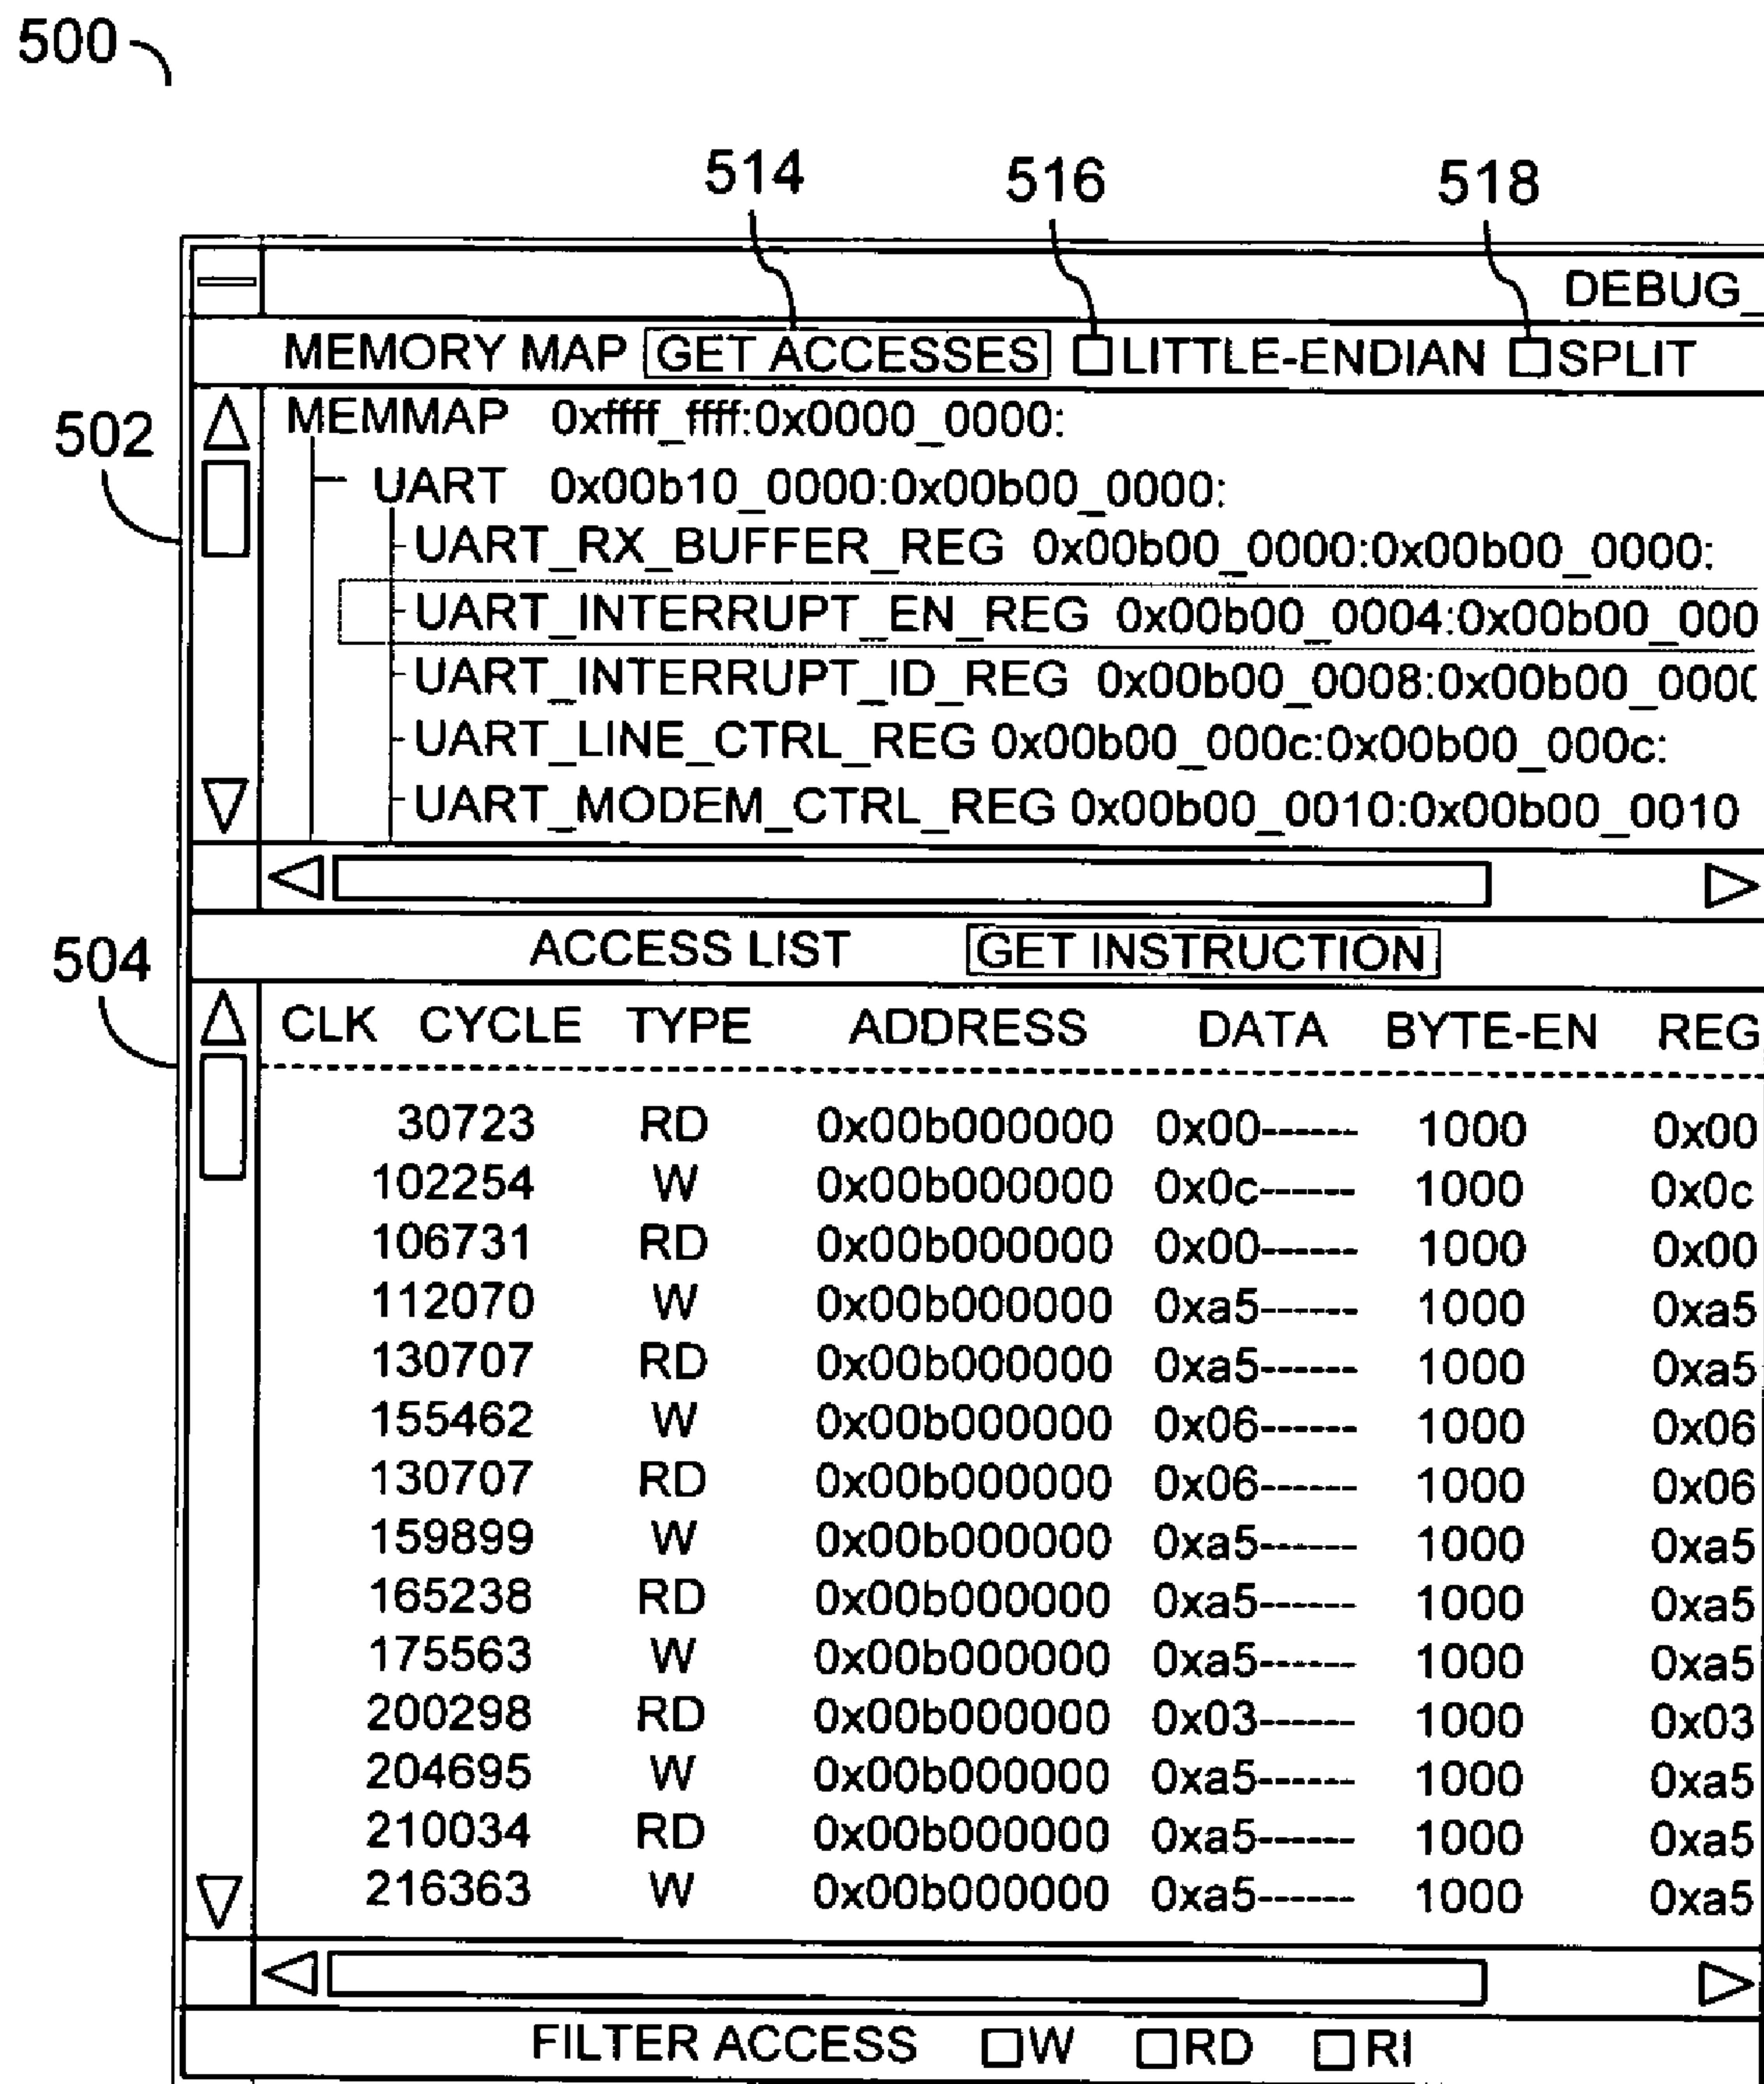 500
514 516 518
DEBUG_
MEMORY MAP GET ACCESSES LITTLE-ENDIAN SPLIT
502
MEMMAP 0xffff_ffff:0x0000_0000:
UART 0x00b10_0000:0x00b00_0000:
UART_RX_BUFFER_REG 0x00b00_0000:0x00b00_0000:
UART_INTERRUPT_EN_REG 0x00b00_0004:0x00b00_000
UART_INTERRUPT_ID_REG 0x00b00_0008:0x00b00_000
UART_LINE_CTRL_REG 0x00b00_000c:0x00b00_000c:
UART_MODEM_CTRL_REG 0x00b00_0010:0x00b00_0010
504
ACCESS LIST GET INSTRUCTION
CLK CYCLE TYPE ADDRESS DATA BYTE-EN REG
30723 RD 0x00b000000 0x00------ 1000 0x00
102254 W 0x00b000000 0x0c------ 1000 0x0c
106731 RD 0x00b000000 0x00------ 1000 0x00
112070 W 0x00b000000 0xa5------ 1000 0xa5
130707 RD 0x00b000000 0xa5------ 1000 0xa5
155462 W 0x00b000000 0x06------ 1000 0x06
130707 RD 0x00b000000 0x06------ 1000 0x06
159899 W 0x00b000000 0xa5------ 1000 0xa5
165238 RD 0x00b000000 0xa5------ 1000 0xa5
175563 W 0x00b000000 0xa5------ 1000 0xa5
200298 RD 0x00b000000 0x03------ 1000 0x03
204695 W 0x00b000000 0xa5------ 1000 0xa5
210034 RD 0x00b000000 0xa5------ 1000 0xa5
216363 W 0x00b000000 0xa5------ 1000 0xa5
FILTER ACCESS W RD RI